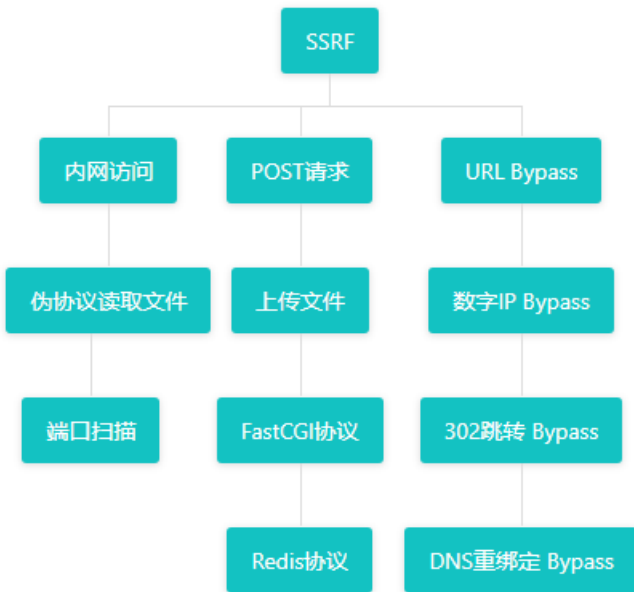 SSRF
内网访问
POST请求
URL Bypass
伪协议读取文件
上传文件
数字IP Bypass
端口扫描
FastCGI协议
302跳转 Bypass
Redis协议
DNS重绑定 Bypass